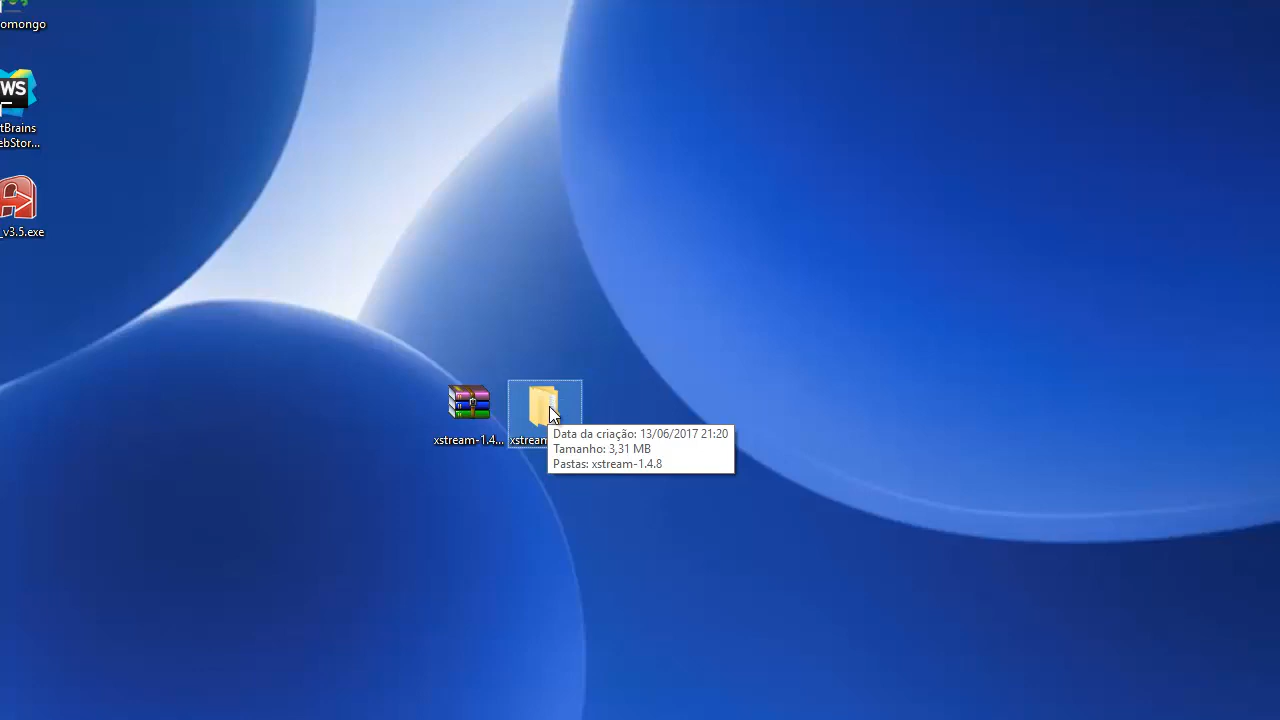 omongo
WS
tBrains
ebStor...
_v3.5.exe
xstream-1.4...
xstream
Data da criação: 13/06/2017 21:20
Tamanho: 3,31 MB
Pastas: xstream-1.4.8